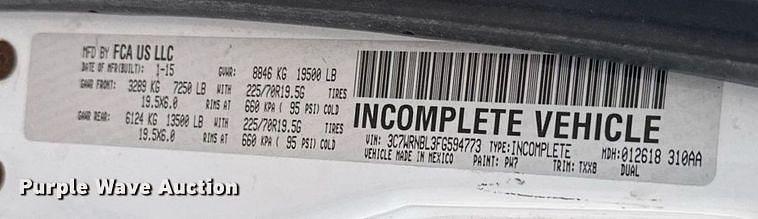 MFD BY FCA US LLC
DATE OF MFR(BUILT): 1-15 GVWR: 8846 KG 19500 LB
GAWR FRONT: 3289 KG 7250 LB WITH 225/70R19.5G TIRES
19.5X6.0 RIMS AT 660 KPA ( 95 PSI) COLD
GAWR REAR: 6124 KG 13500 LB WITH 225/70R19.5G TIRES
19.5X6.0 RIMS AT 660 KPA ( 95 PSI) COLD
INCOMPLETE VEHICLE
VIN: 3C7WRNBL3FG594773 TYPE: INCOMPLETE MDH: 012618 310AA
VEHICLE MADE IN MEXICO PAINT: PW7 TRIM: TXX8 DUAL
Purple Wave Auction